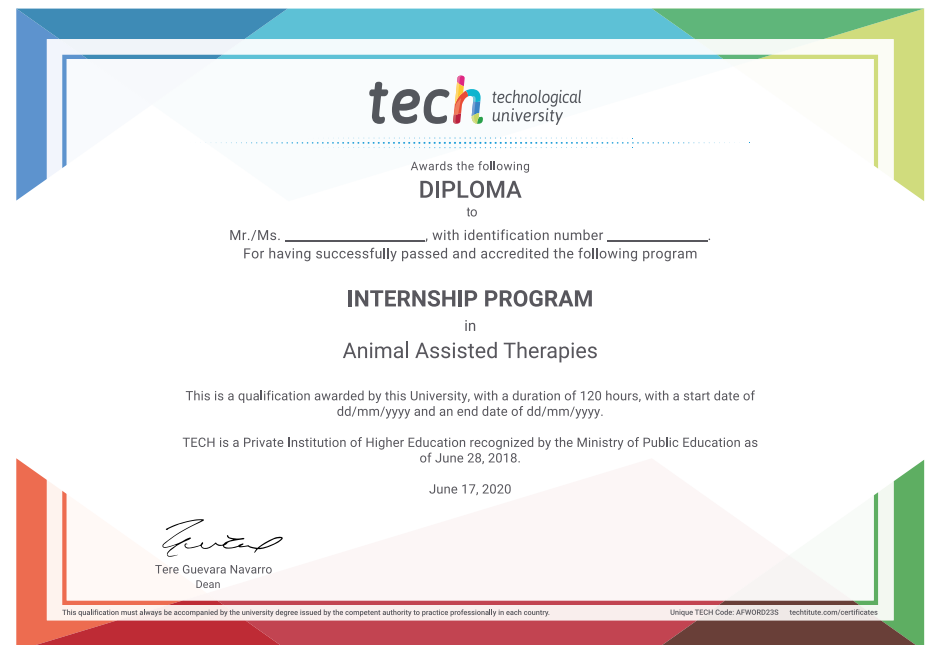 tech technological
university
Awards the following
DIPLOMA
to
Mr./Ms. ____________, with identification number ____________.
For having successfully passed and accredited the following program
INTERNSHIP PROGRAM
in
Animal Assisted Therapies
This is a qualification awarded by this University, with a duration of 120 hours, with a start date of
dd/mm/yyyy and an end date of dd/mm/yyyy.
TECH is a Private Institution of Higher Education recognized by the Ministry of Public Education as
of June 28, 2018.
June 17, 2020
Tere Guevara Navarro
Dean
This qualification must always be accompanied by the university degree issued by the competent authority to practice professionally in each country.
Unique TECH Code: AFWORD23S techtitute.com/certificates